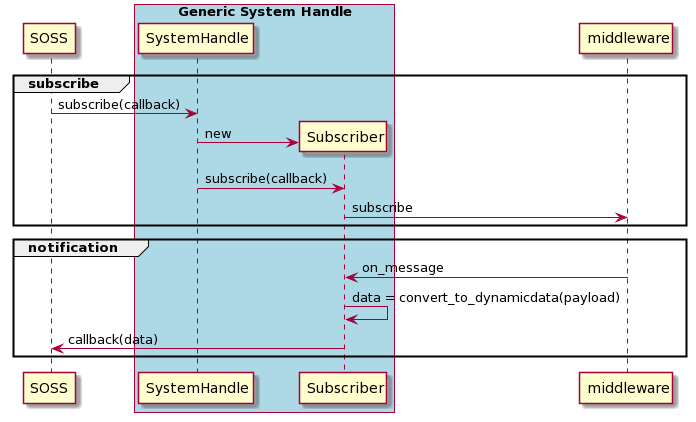 Generic System Handle
SOSS
SystemHandle
middleware
subscribe
subscribe(callback)
new
Subscriber
subscribe(callback)
subscribe
notification
on_message
data = convert_to_dynamicdata(payload)
callback(data)
SOSS
SystemHandle
Subscriber
middleware